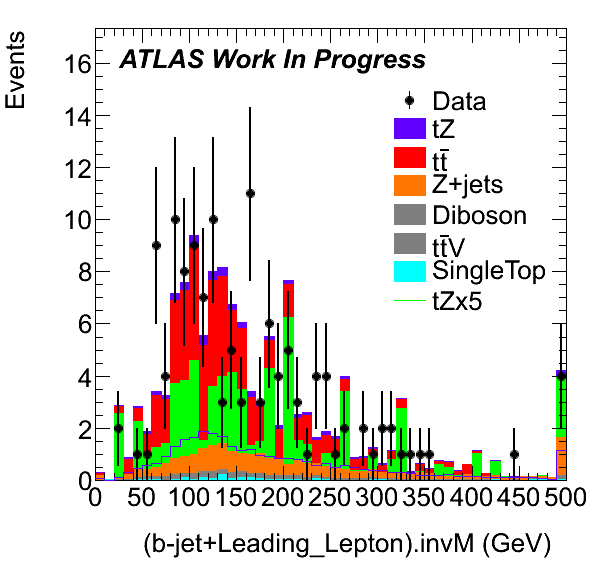 Events
ATLAS Work In Progress
Data
tZ
tt̄
Z+jets
Diboson
tt̄V
SingleTop
tZx5
16
14
12
10
8
6
4
2
0
0 50 100 150 200 250 300 350 400 450 500
(b-jet+Leading_Lepton).invM (GeV)